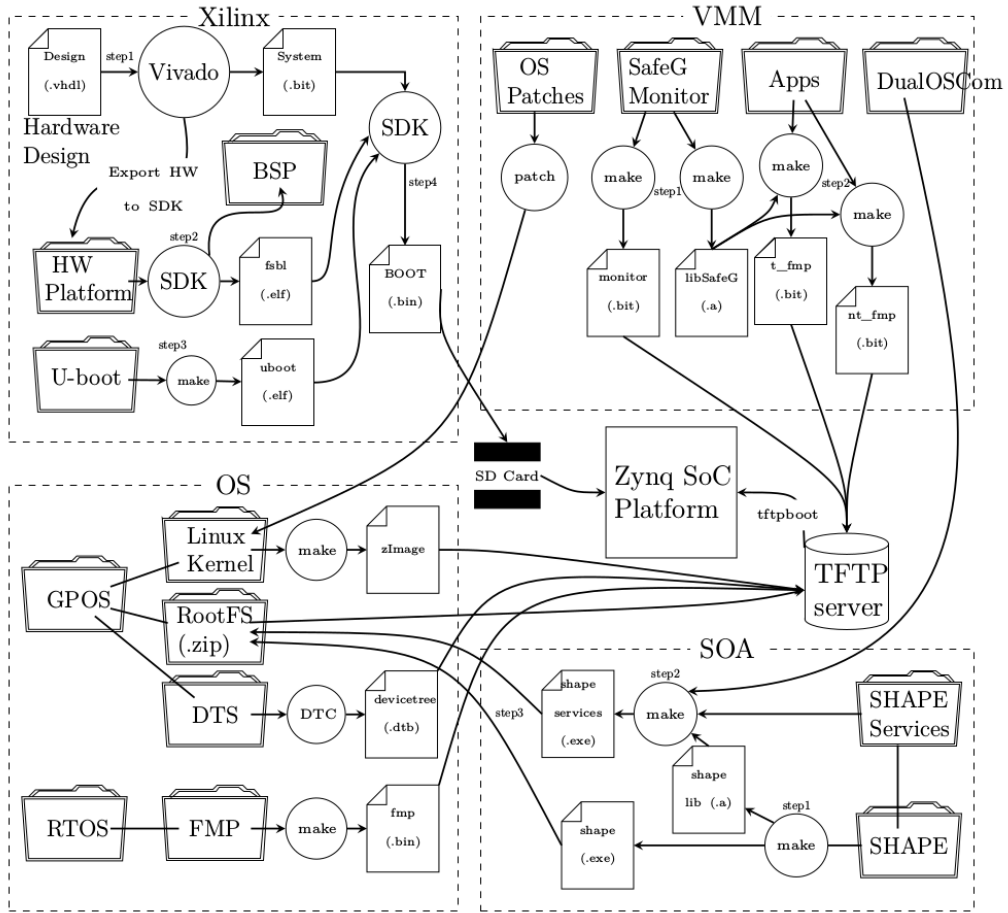 Xilinx
Design
(.vhdl)
step1
Vivado
System
(.bit)
SDK
Hardware
Design
Export HW
to SDK
BSP
step4
HW
Platform
step2
SDK
fsbl
(.elf)
BOOT
(.bin)
U-boot
step3
make
uboot
(.elf)
VMM
OS
Patches
SafeG
Monitor
Apps
DualOSCom
patch
make
step1
make
make
step2
make
monitor
(.bit)
libSafeG
(.a)
t_fmp
(.bit)
nt_fmp
(.bit)
SD Card
Zynq SoC
Platform
tftpboot
TFTP
server
OS
GPOS
Linux
Kernel
make
zImage
RootFS
(.zip)
DTS
DTC
devicetree
(.dtb)
RTOS
FMP
make
fmp
(.bin)
SOA
step3
shape
services
(.exe)
step2
make
SHAPE
Services
shape
lib (.a)
shape
(.exe)
step1
make
SHAPE